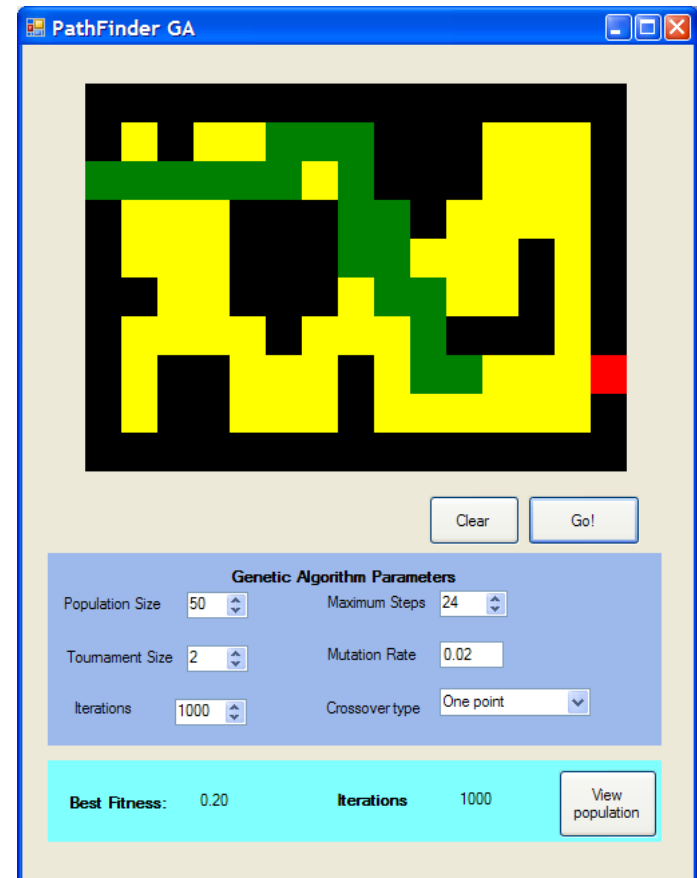 PathFinder GA
Clear
Go!
Genetic Algorithm Parameters
Population Size 50 Maximum Steps 24
Tournament Size 2 Mutation Rate 0.02
Iterations 1000 Crossover type One point
Best Fitness: 0.20 Iterations 1000 View
population